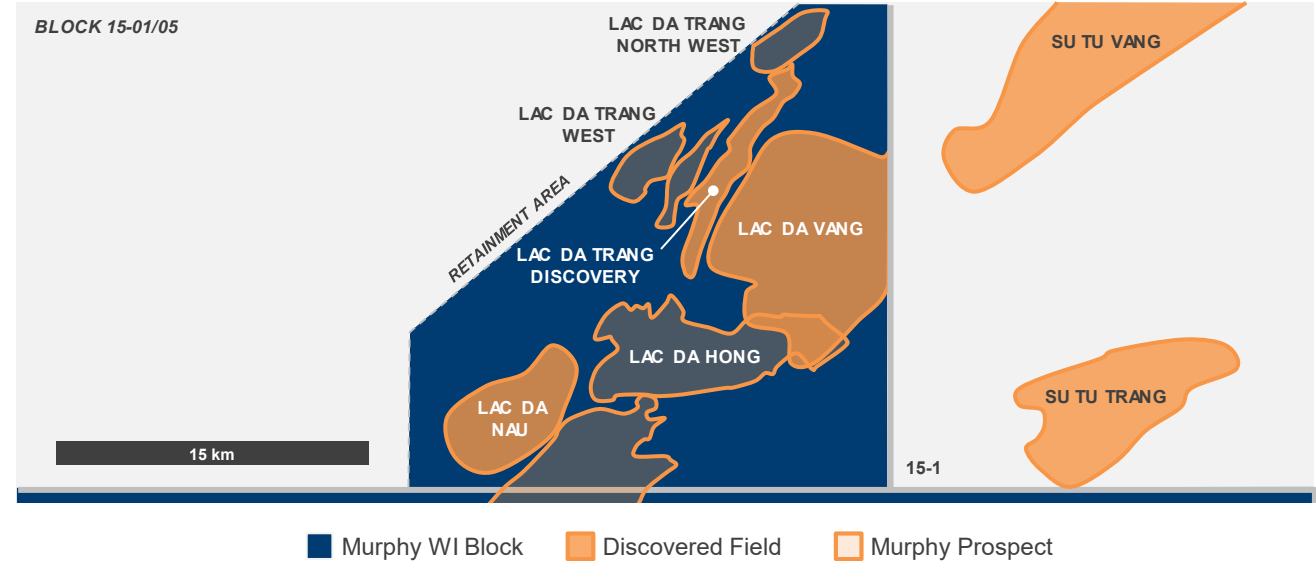 BLOCK 15-01/05
LAC DA TRANG
NORTH WEST
SU TU VANG
LAC DA TRANG
WEST
RETAINMENT AREA
LAC DA VANG
LAC DA TRANG
DISCOVERY
LAC DA HONG
SU TU TRANG
LAC DA
NAU
15 km
15-1
Murphy WI Block
Discovered Field
Murphy Prospect